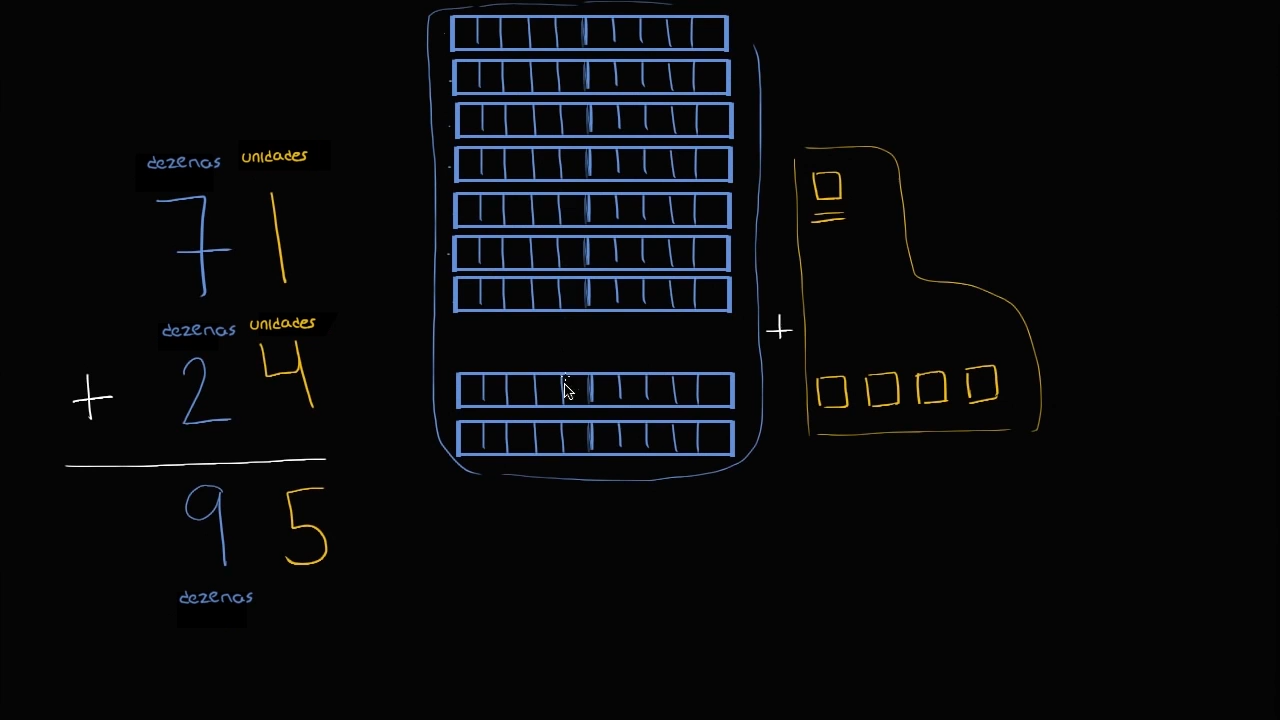 dezenas unidades
7 1
dezenas unidades
+ 2 4
+
9 5
dezenas